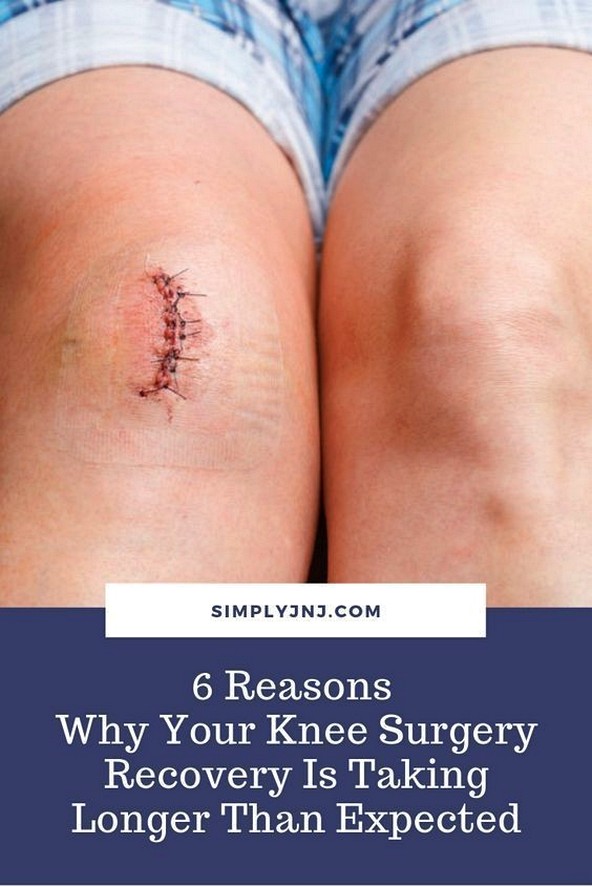 SIMPLYJNJ.COM
6 Reasons
Why Your Knee Surgery
Recovery Is Taking
Longer Than Expected